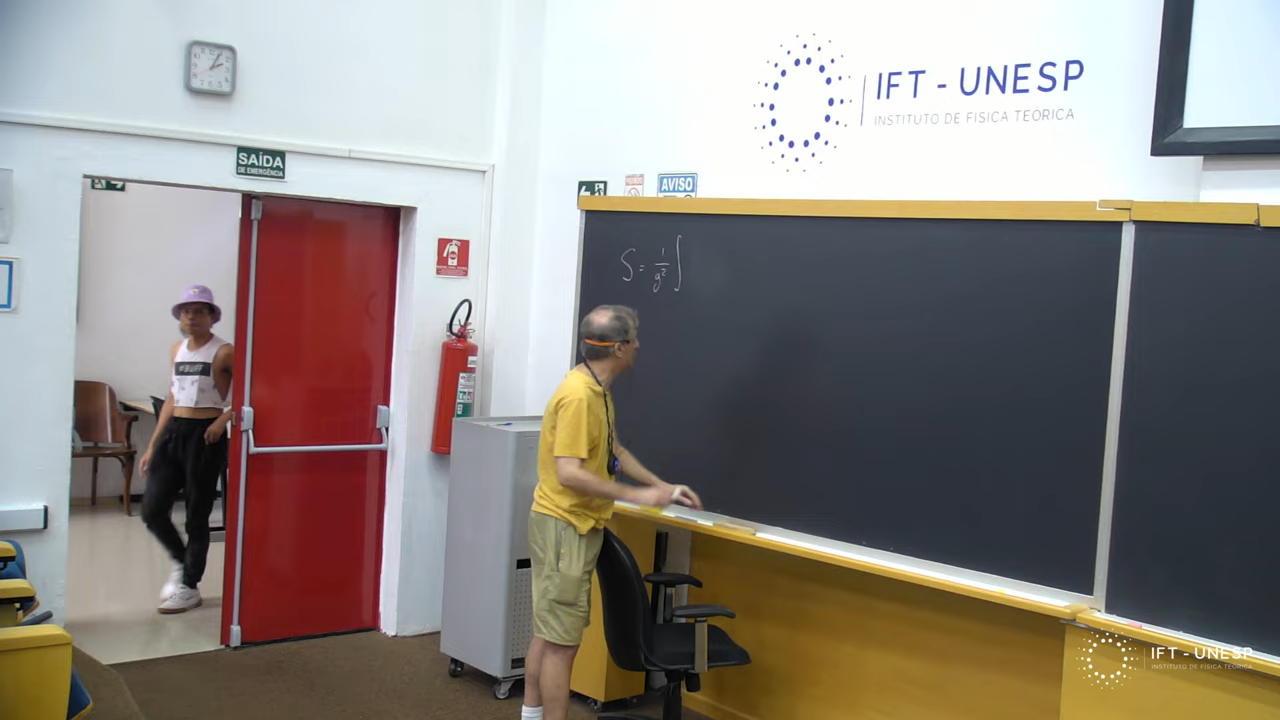 SAÍDA
DE EMERGÊNCIA
IFT - UNESP
INSTITUTO DE FÍSICA TEÓRICA
AVISO
S = 1/g² ∫
IFT - UNESP
INSTITUTO DE FÍSICA TEÓRICA